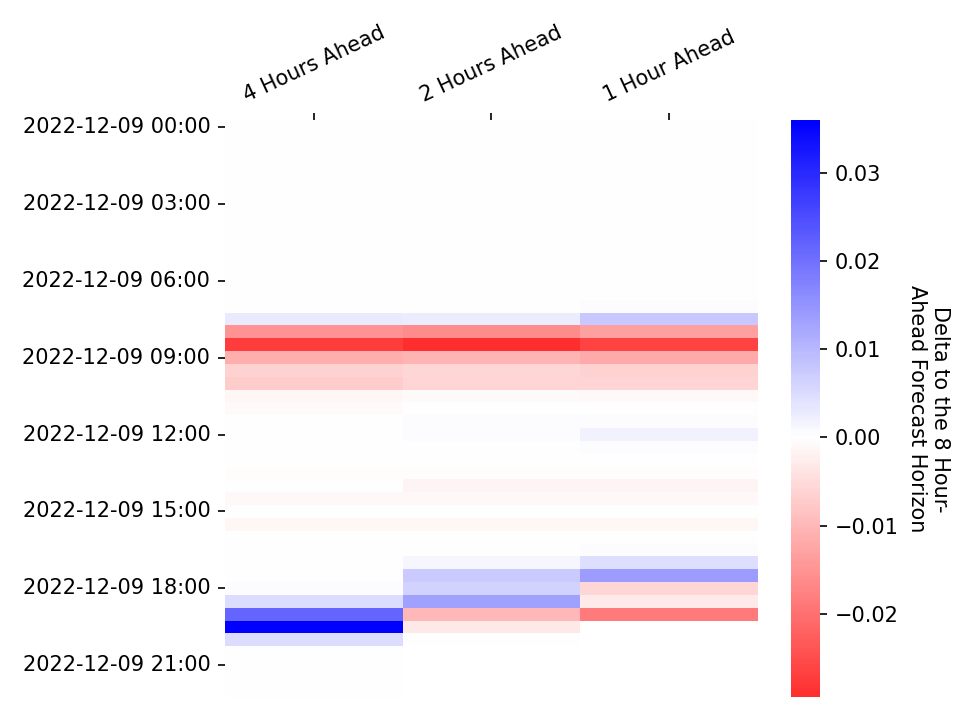 4 Hours Ahead
2 Hours Ahead
1 Hour Ahead
2022-12-09 00:00
2022-12-09 03:00
2022-12-09 06:00
2022-12-09 09:00
2022-12-09 12:00
2022-12-09 15:00
2022-12-09 18:00
2022-12-09 21:00
0.03
0.02
0.01
0.00
−0.01
−0.02
Delta to the 8 Hour-
Ahead Forecast Horizon